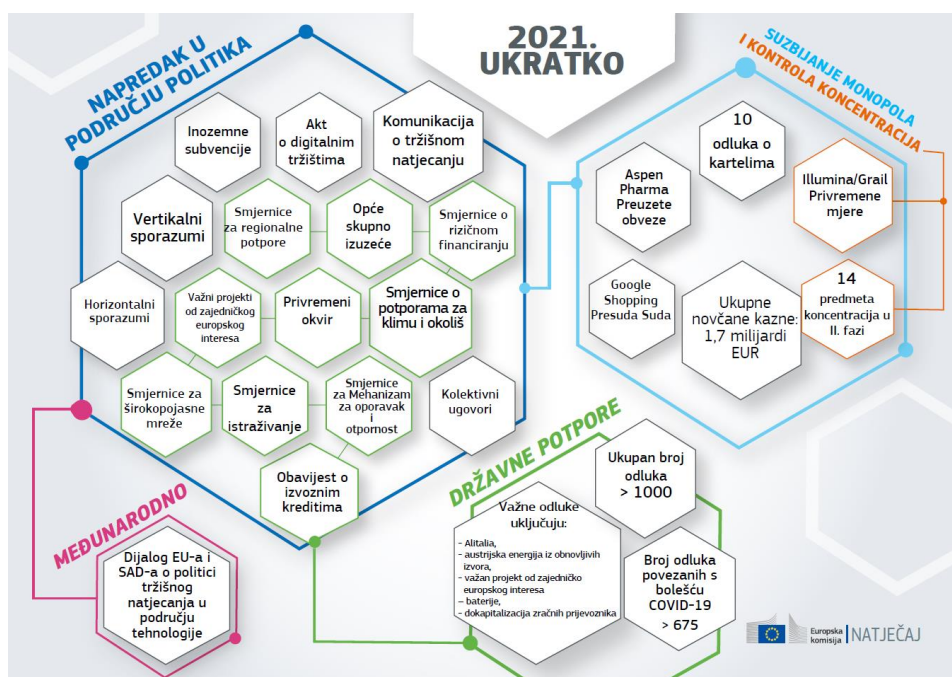 2021.
UKRATKO
NAPREDAK U
PODRUČJU POLITIKA
Inozemne
subvencije
Akt
o digitalnim
tržištima
Komunikacija
o tržišnom
natjecanju
Vertikalni
sporazumi
Smjernice
za regionalne
potpore
Opće
skupno
izuzeće
Smjernice o
rizičnom
financiranju
Horizontalni
sporazumi
Važni projekti
od zajedničkog
europskog
interesa
Privremeni
okvir
Smjernice o
potporama za
klimu i okoliš
Smjernice za
širokopojasne
mreže
Smjernice
za
istraživanje
Smjernice
za Mehanizam
za oporavak
i
otpornost
Kolektivni
ugovori
Obavijest o
izvoznim
kreditima
SUZBIJANJE MONOPOLA
I KONTROLA KONCENTRACIJA
10
odluka o
kartelima
Aspen
Pharma
Preuzete
obveze
Illumina/Grail
Privremene
mjere
Google
Shopping
Presuda Suda
Ukupne
novčane kazne:
1,7 milijardi
EUR
14
predmeta
koncentracija u
II. fazi
MEĐUNARODNO
Dijalog EU-a i
SAD-a o politici
tržišnog
natjecanja u
području
tehnologije
DRŽAVNE POTPORE
Ukupan broj
odluka
> 1000
Važne odluke
uključuju:
- Alitalia,
- austrijska energija iz obnovljivih
izvora,
- važan projekt od zajedničko
europskog interesa
– baterije,
- dokapitalizacija zračnih prijevoznika
Broj odluka
povezanih s
bolešću
COVID-19
> 675
Europska
komisija
NATJEČAJ